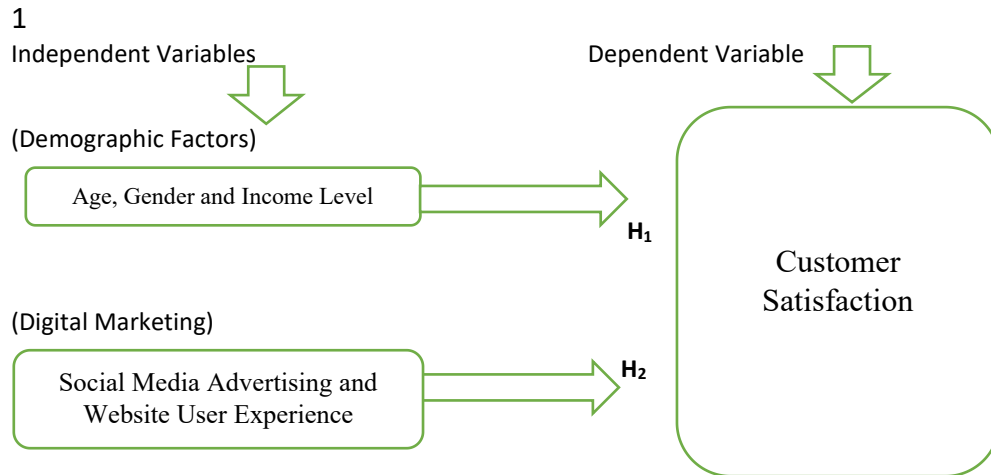 1
Independent Variables
Dependent Variable
(Demographic Factors)
Age, Gender and Income Level
H₁
(Digital Marketing)
Social Media Advertising and
Website User Experience
H₂
Customer
Satisfaction